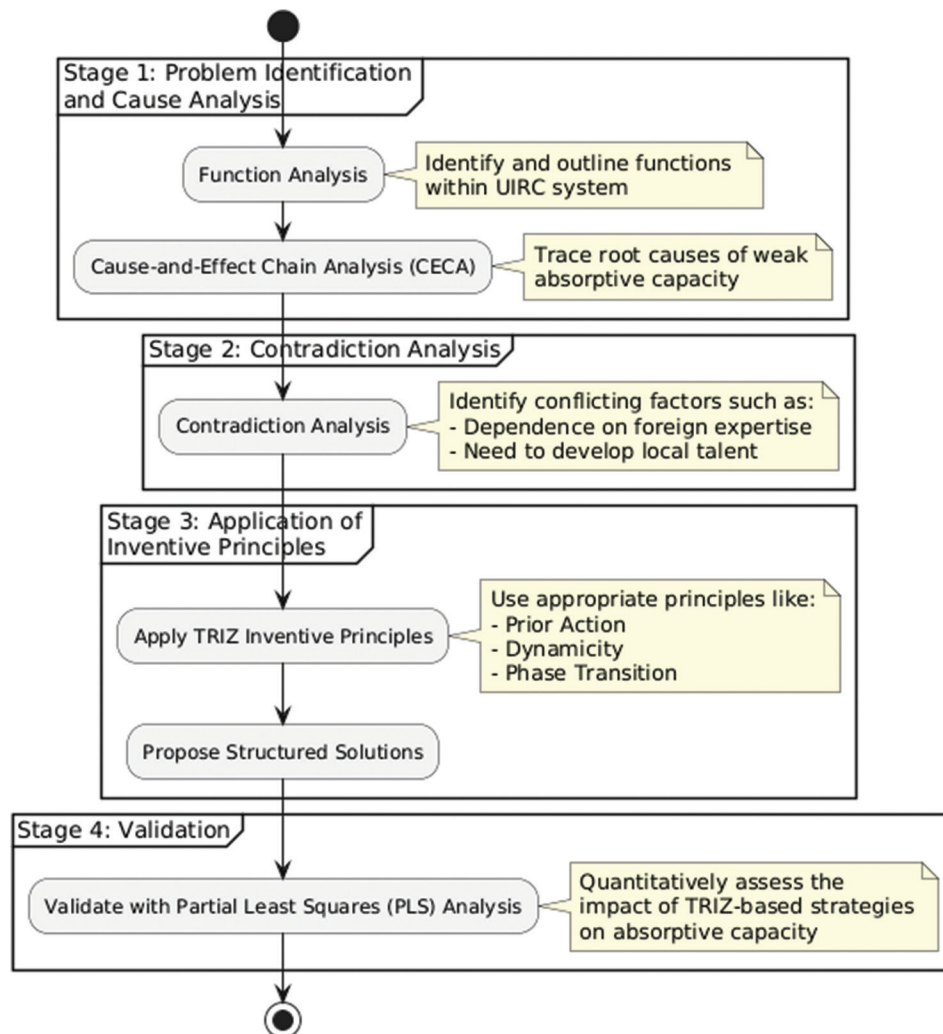 Stage 1: Problem Identification
and Cause Analysis
Function Analysis
Identify and outline functions
within UIRC system
Cause-and-Effect Chain Analysis (CECA)
Trace root causes of weak
absorptive capacity
Stage 2: Contradiction Analysis
Contradiction Analysis
Identify conflicting factors such as:
- Dependence on foreign expertise
- Need to develop local talent
Stage 3: Application of
Inventive Principles
Apply TRIZ Inventive Principles
Use appropriate principles like:
- Prior Action
- Dynamicity
- Phase Transition
Propose Structured Solutions
Stage 4: Validation
Validate with Partial Least Squares (PLS) Analysis
Quantitatively assess the
impact of TRIZ-based strategies
on absorptive capacity